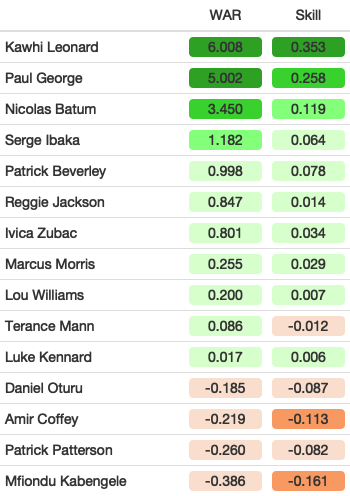 WAR Skill
Kawhi Leonard 6.008 0.353
Paul George 5.002 0.258
Nicolas Batum 3.450 0.119
Serge Ibaka 1.182 0.064
Patrick Beverley 0.998 0.078
Reggie Jackson 0.847 0.014
Ivica Zubac 0.801 0.034
Marcus Morris 0.255 0.029
Lou Williams 0.200 0.007
Terance Mann 0.086 -0.012
Luke Kennard 0.017 0.006
Daniel Oturu -0.185 -0.087
Amir Coffey -0.219 -0.113
Patrick Patterson -0.260 -0.082
Mfiondu Kabengele -0.386 -0.161